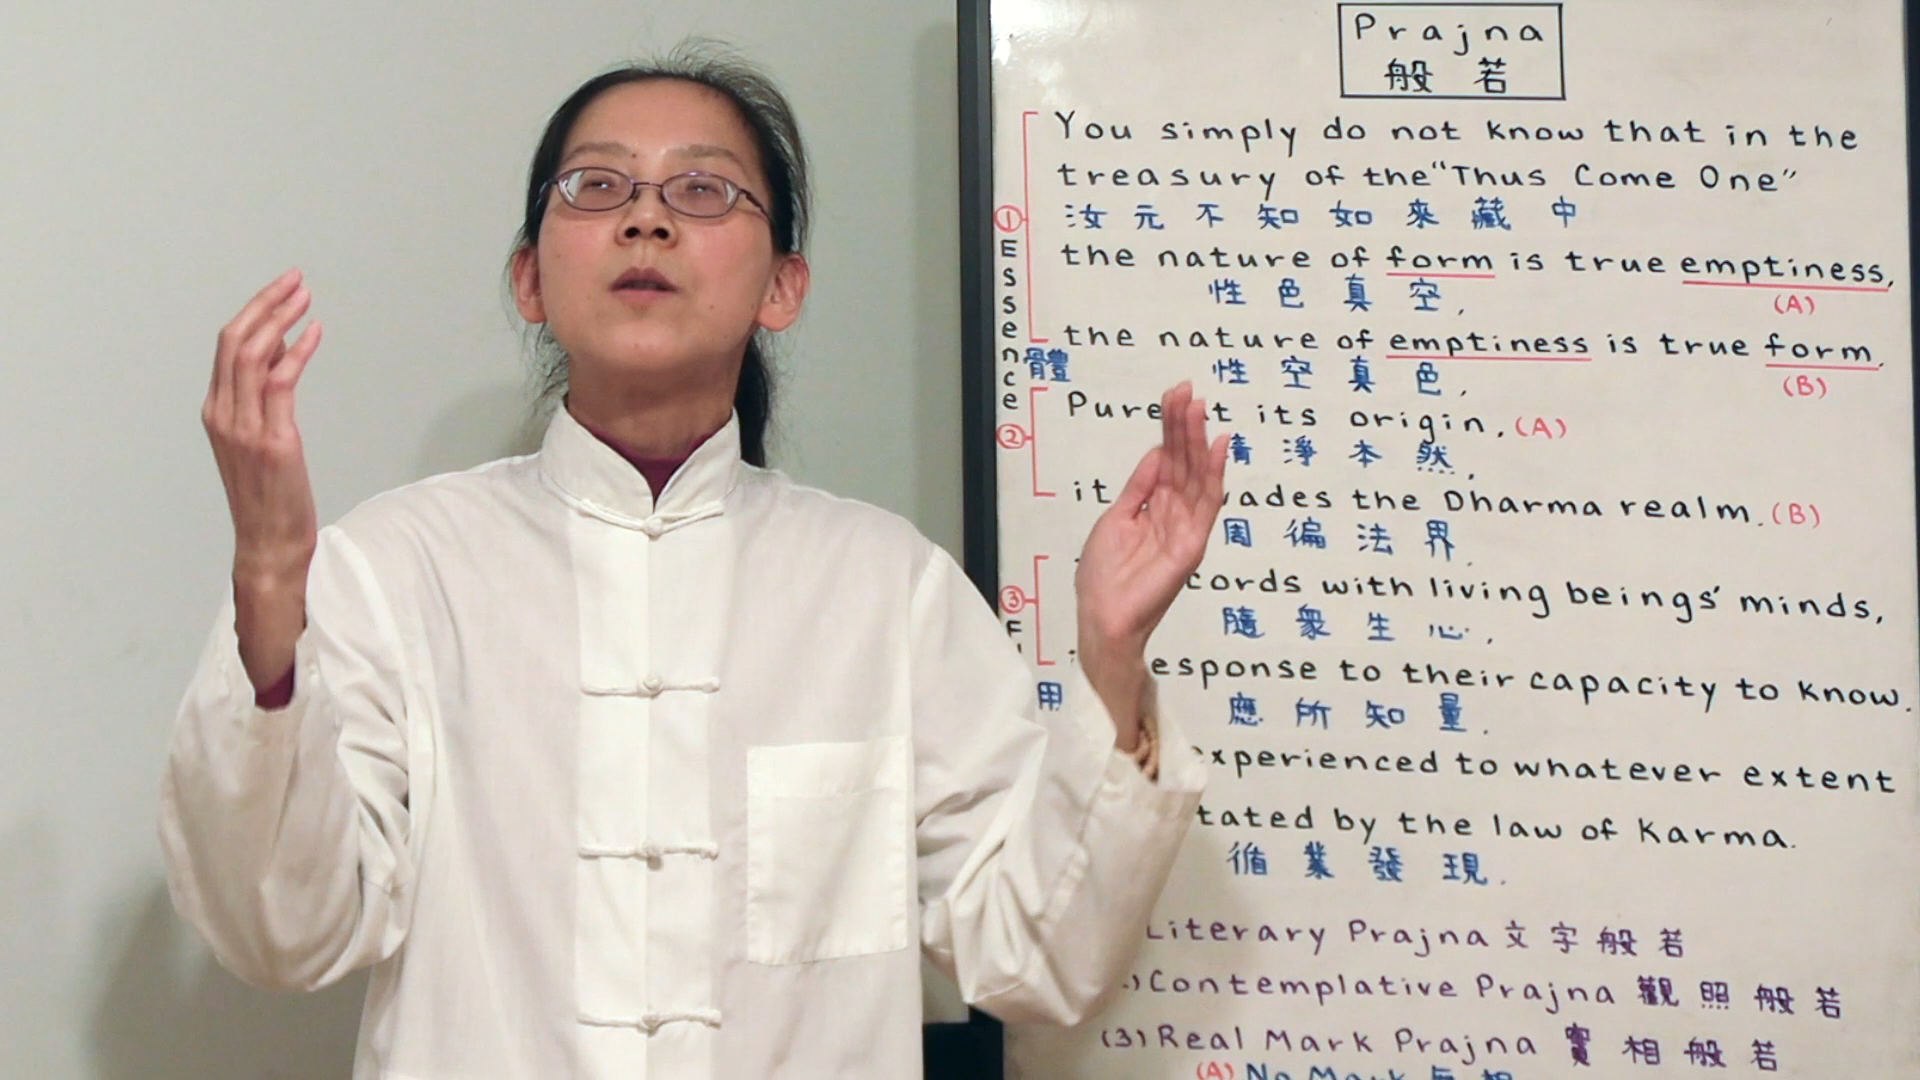 Prajna
般若
You simply do not know that in the
treasury of the "Thus Come One"
汝元不知如來藏中
the nature of form is true emptiness,
(A)
性色真空,
the nature of emptiness is true form.
(B)
性空真色,
① Essence 體
Pure at its origin. (A)
清淨本然,
②
it vades the Dharma realm. (B)
周徧法界
cords with living beings' minds,
隨衆生心,
③
用
esponse to their capacity to know.
應所知量.
experienced to whatever extent
tated by the law of Karma.
循業發現.
Literary Prajna 文字般若
Contemplative Prajna 觀照般若
(3) Real Mark Prajna 實相般若
(A) No Mark